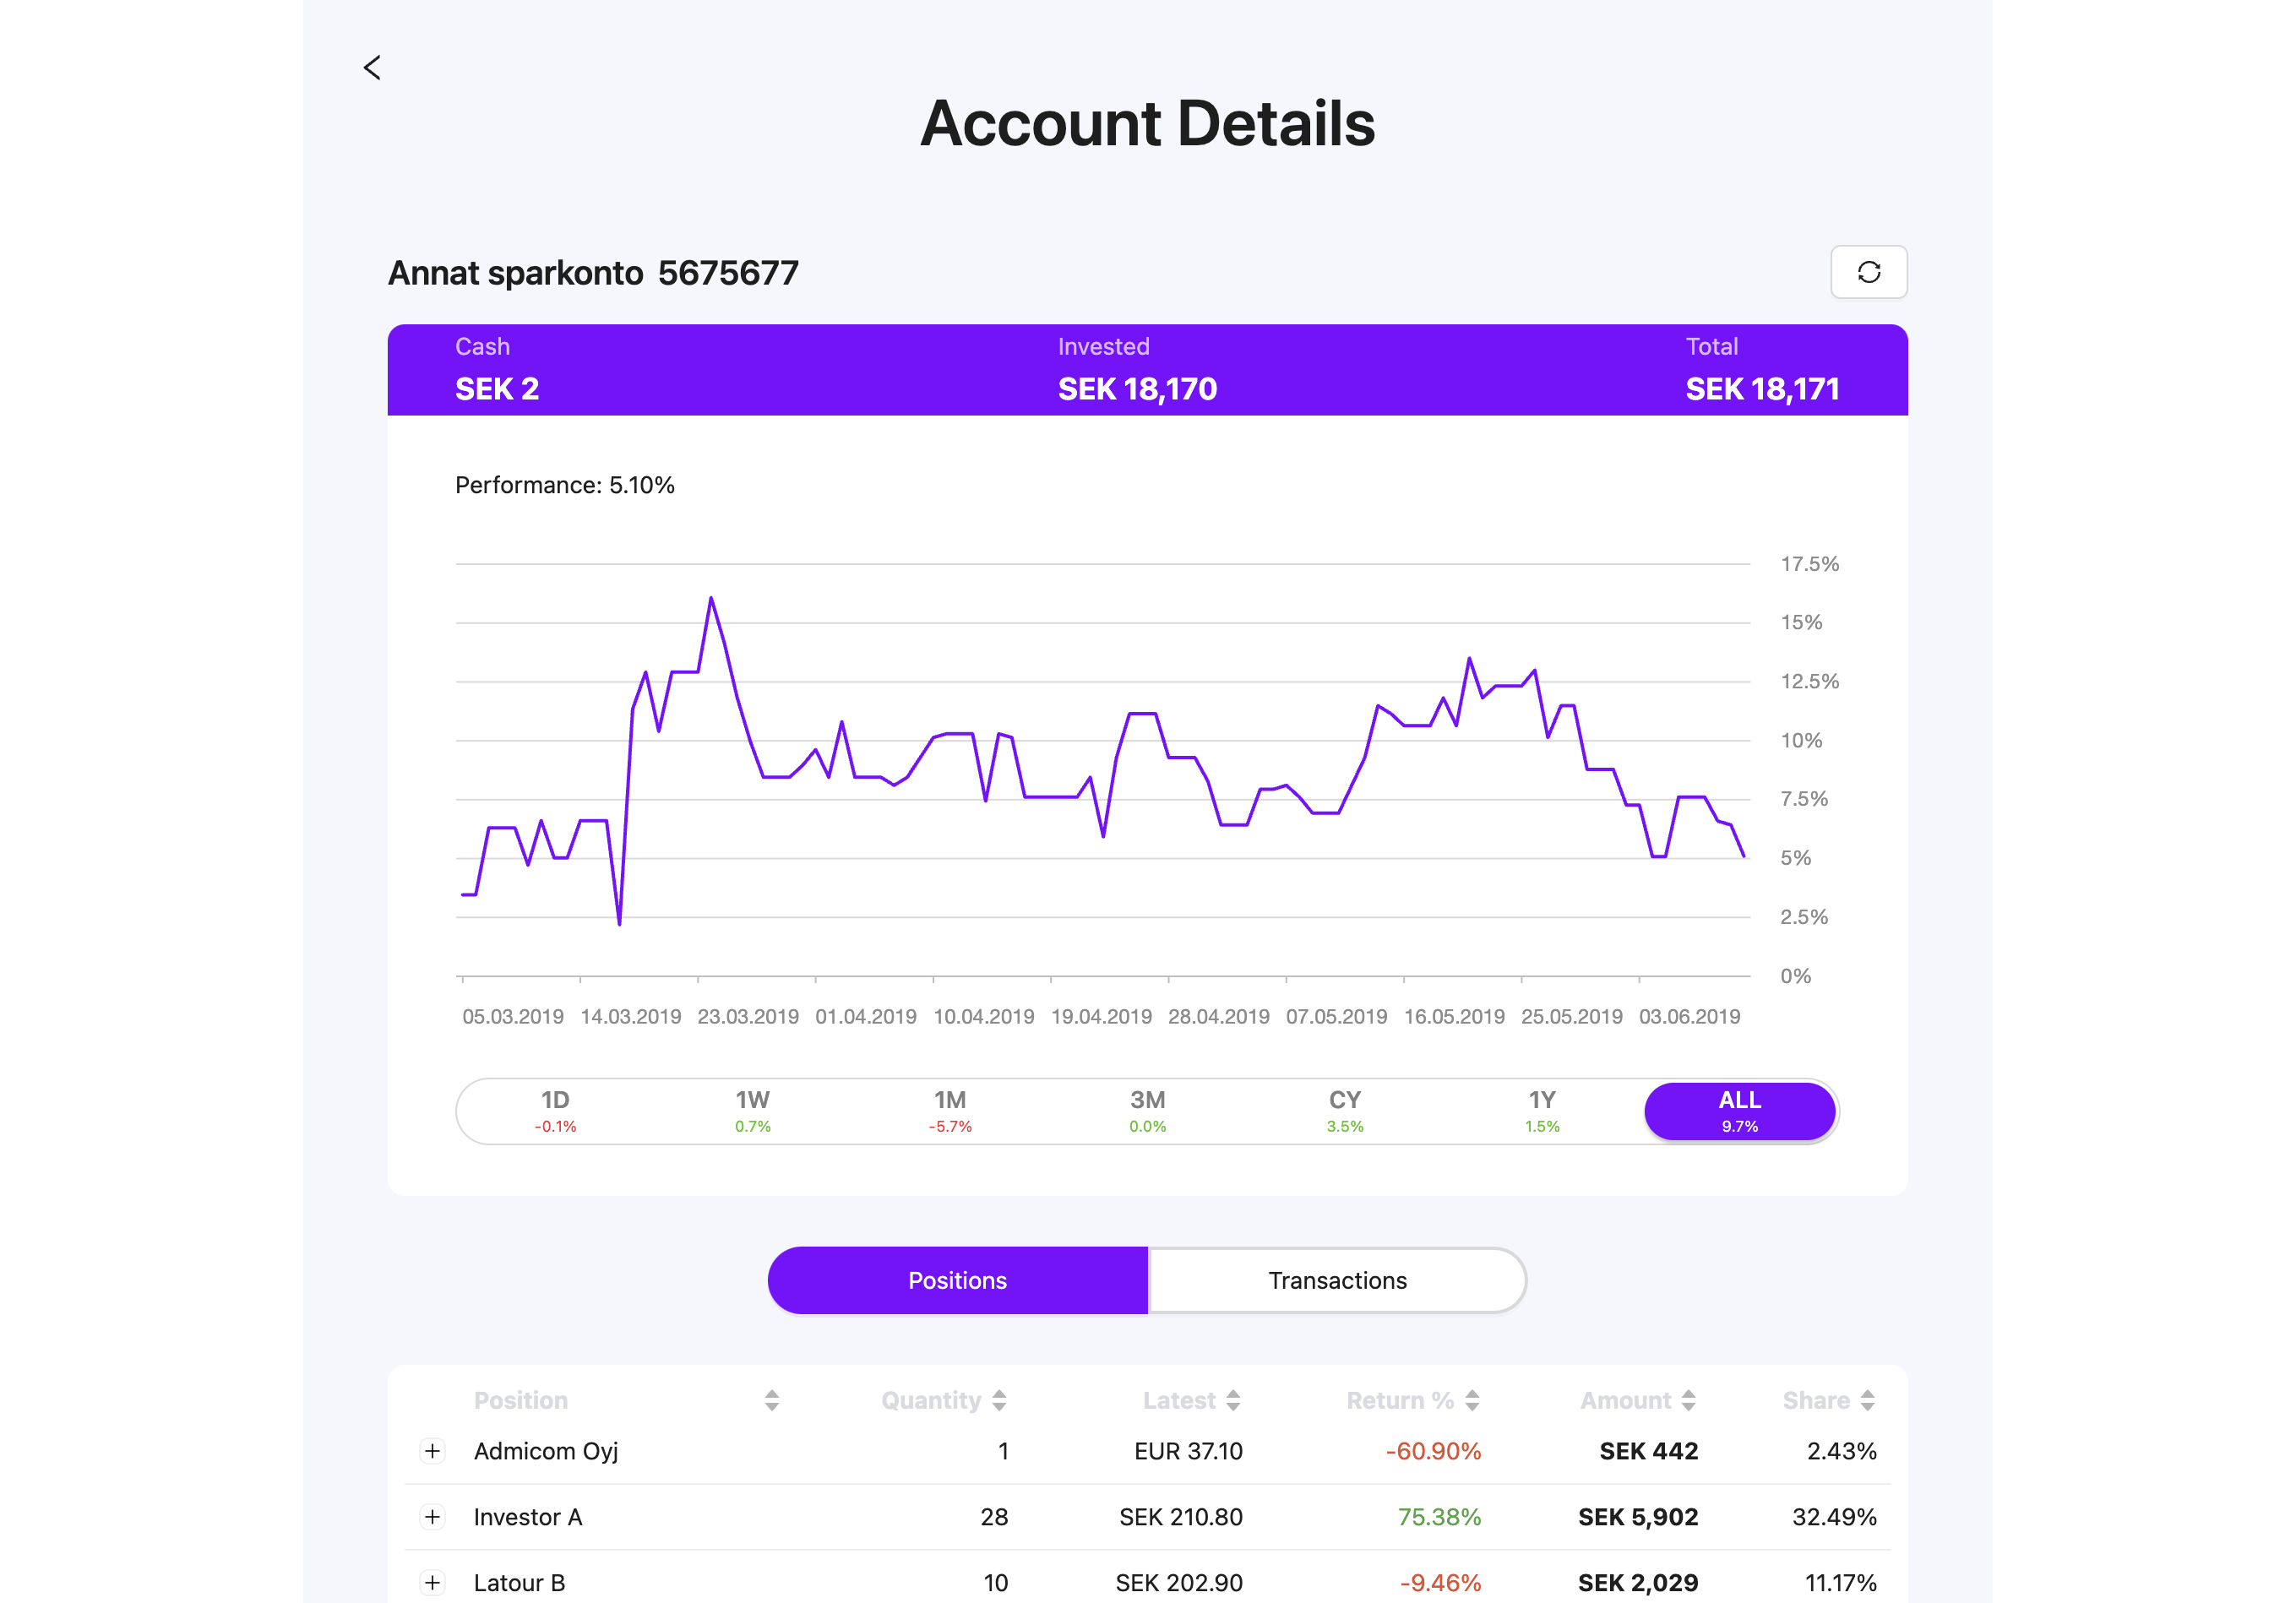 Account Details
Annat sparkonto 5675677
Cash Invested Total
SEK 2 SEK 18,170 SEK 18,171
Performance: 5.10%
17.5%
15%
12.5%
10%
7.5%
5%
2.5%
0%
05.03.2019 14.03.2019 23.03.2019 01.04.2019 10.04.2019 19.04.2019 28.04.2019 07.05.2019 16.05.2019 25.05.2019 03.06.2019
1D 1W 1M 3M CY 1Y ALL
-0.1% 0.7% -5.7% 0.0% 3.5% 1.5% 9.7%
Positions Transactions
Position Quantity Latest Return % Amount Share
Admicom Oyj 1 EUR 37.10 -60.90% SEK 442 2.43%
Investor A 28 SEK 210.80 75.38% SEK 5,902 32.49%
Latour B 10 SEK 202.90 -9.46% SEK 2,029 11.17%